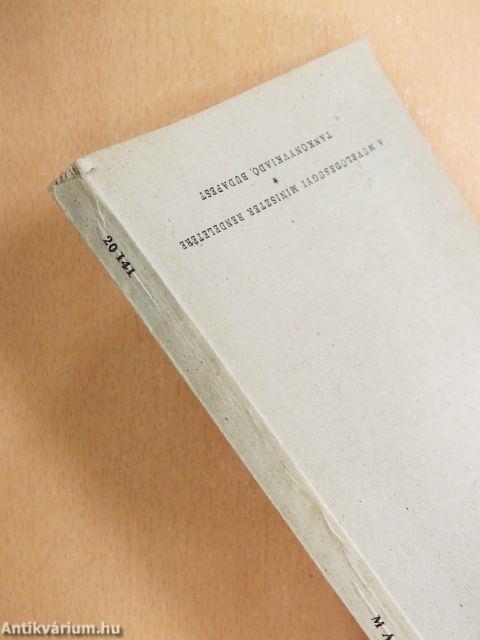 A MŰVELŐDÉSÜGYI MINISZTER RENDELETÉRE
*
TANKÖNYVKIADÓ, BUDAPEST
20 141
M A
Antikvárium.hu